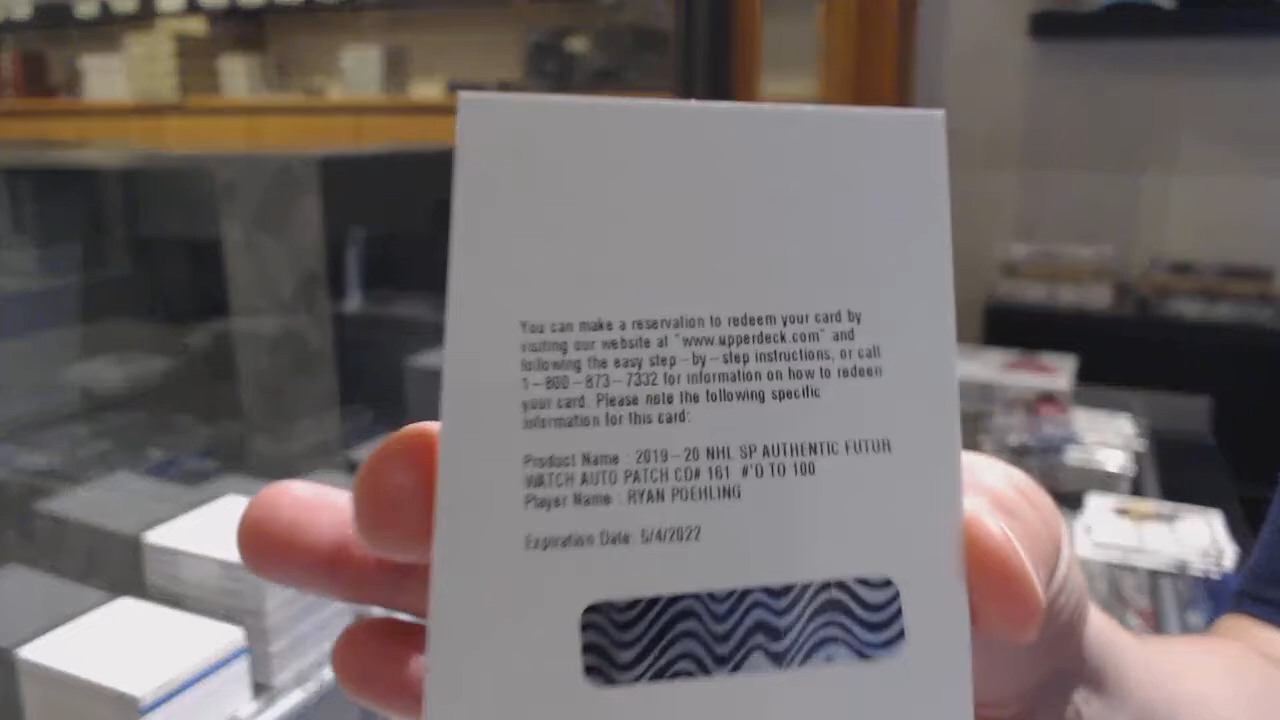 You can make a reservation to redeem your card by
visiting our website at "www.upperdeck.com" and
following the easy step-by-step instructions, or call
1-800-873-7332 for information on how to redeen
your card. Please note the following specific
information for this card:
Product Name : 2019-20 NHL SP AUTHENTIC FUTUR
WATCH AUTO PATCH CD# 161 #'D TO 100
Player Name : RYAN POEHLING
Expiration Date: 6/4/2022